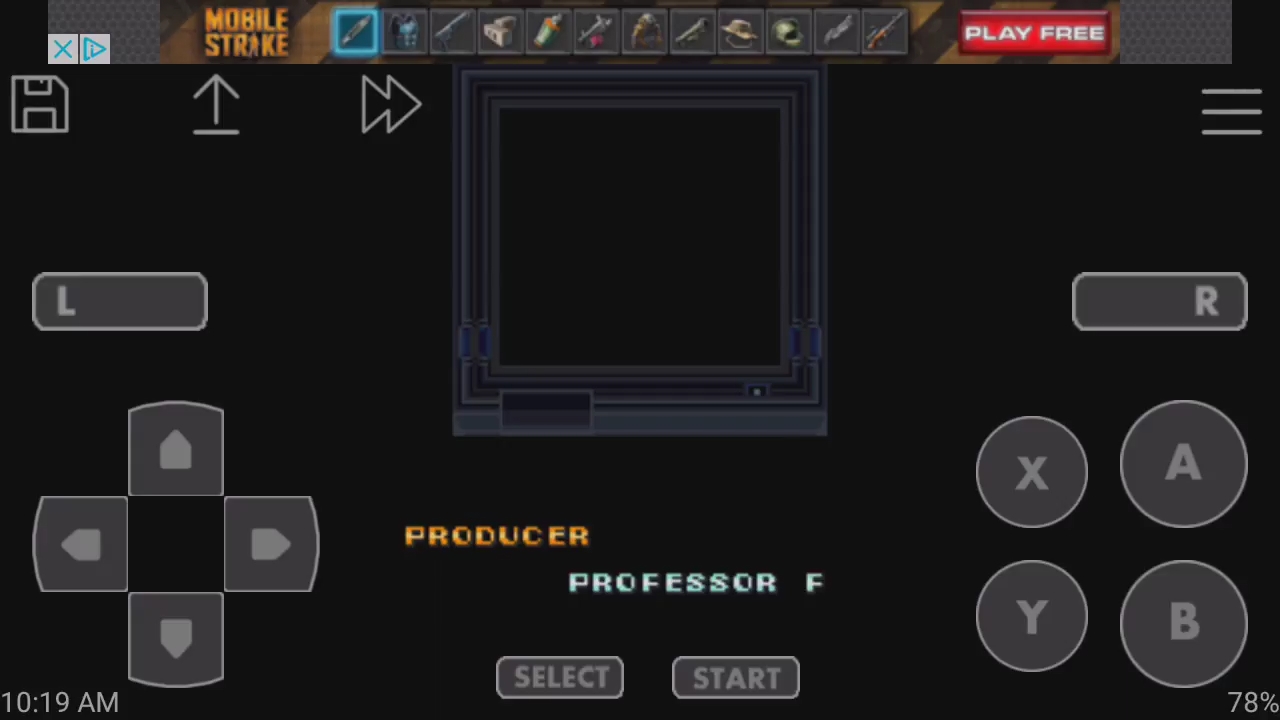 MOBILE
STRIKE
PLAY FREE
L
R
X
A
PRODUCER
PROFESSOR F
Y
B
SELECT
START
10:19 AM
78%